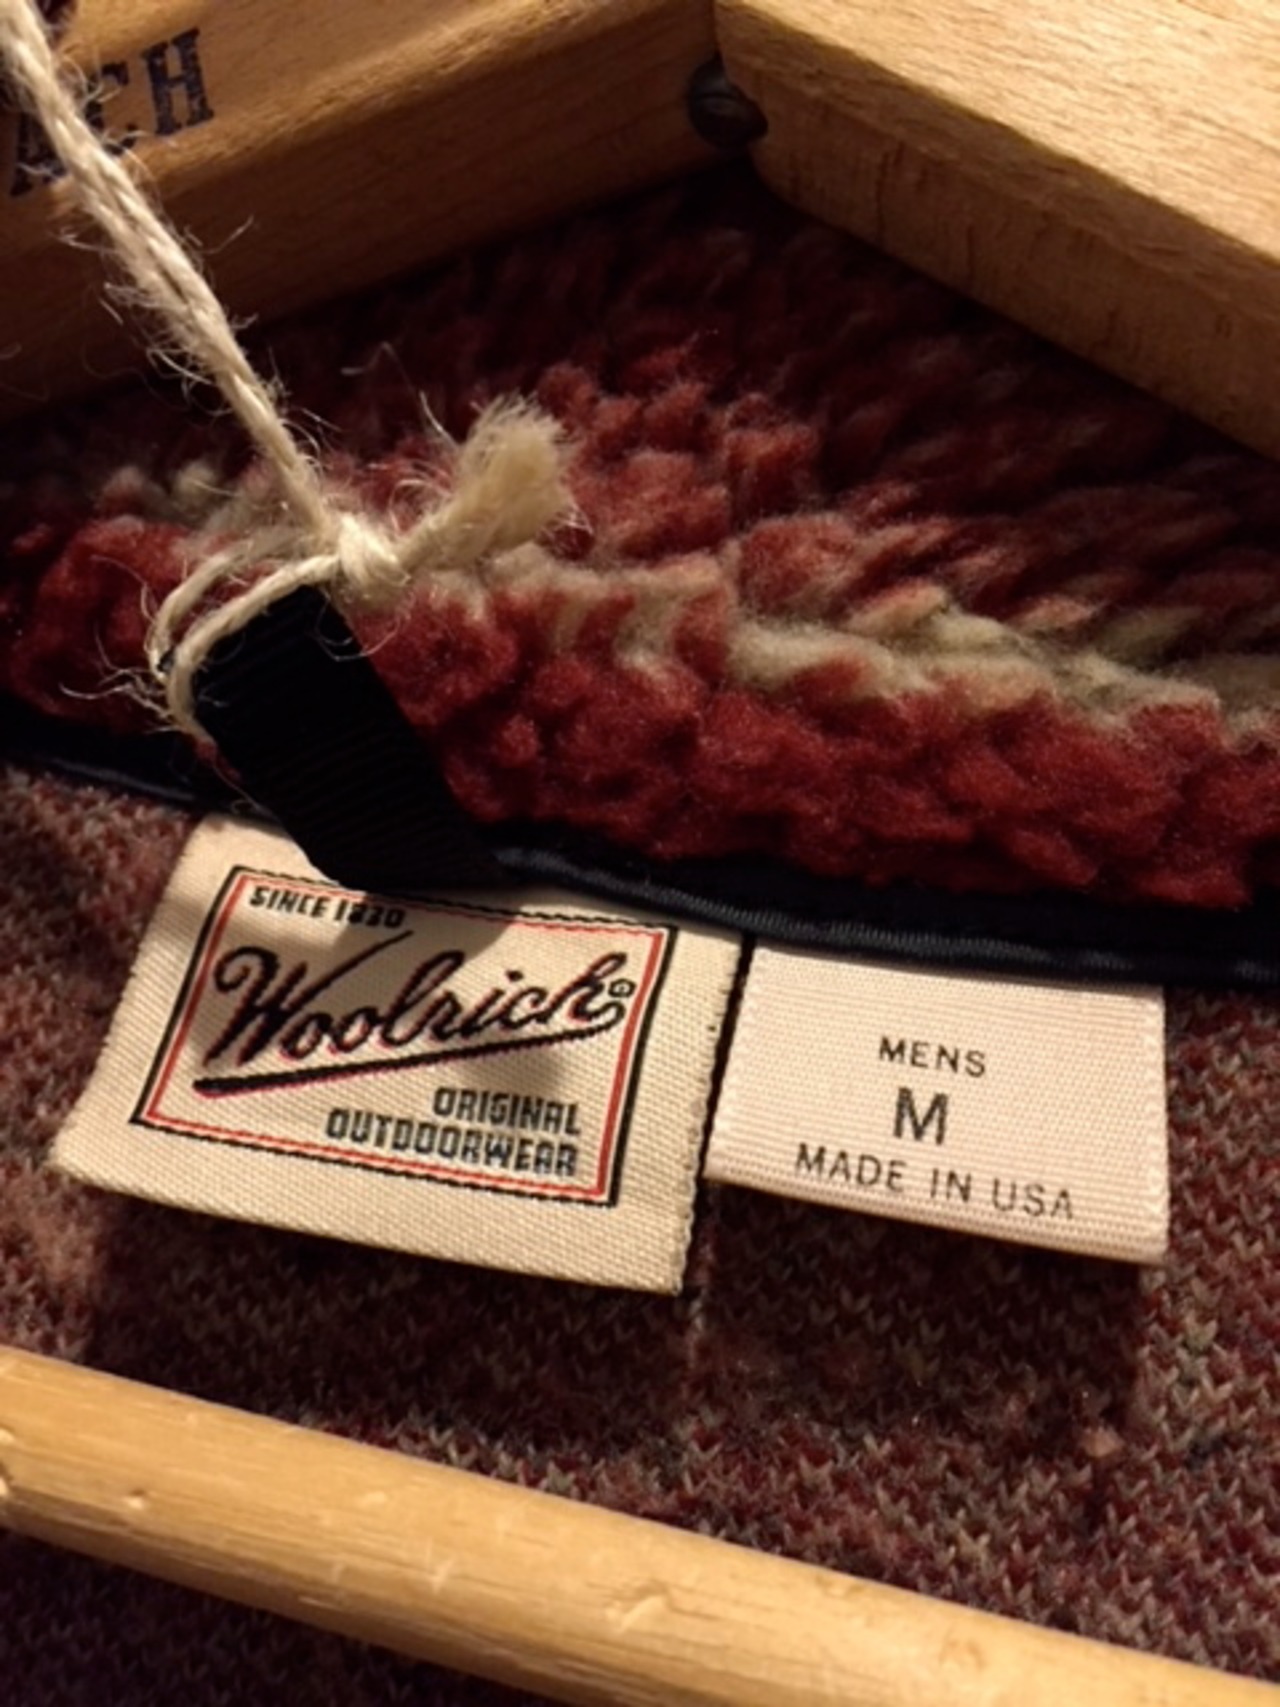 SINCE 1830
Woolrich®
ORIGINAL
OUTDOORWEAR
MENS
M
MADE IN USA